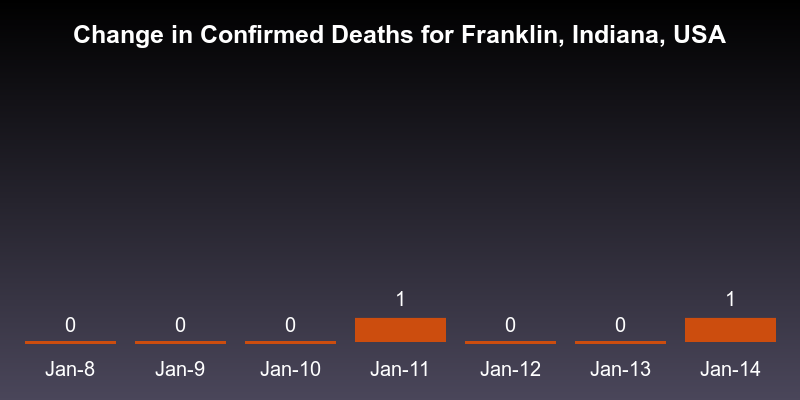 Change in Confirmed Deaths for Franklin, Indiana, USA
0 0 0 1 0 0 1
Jan-8 Jan-9 Jan-10 Jan-11 Jan-12 Jan-13 Jan-14